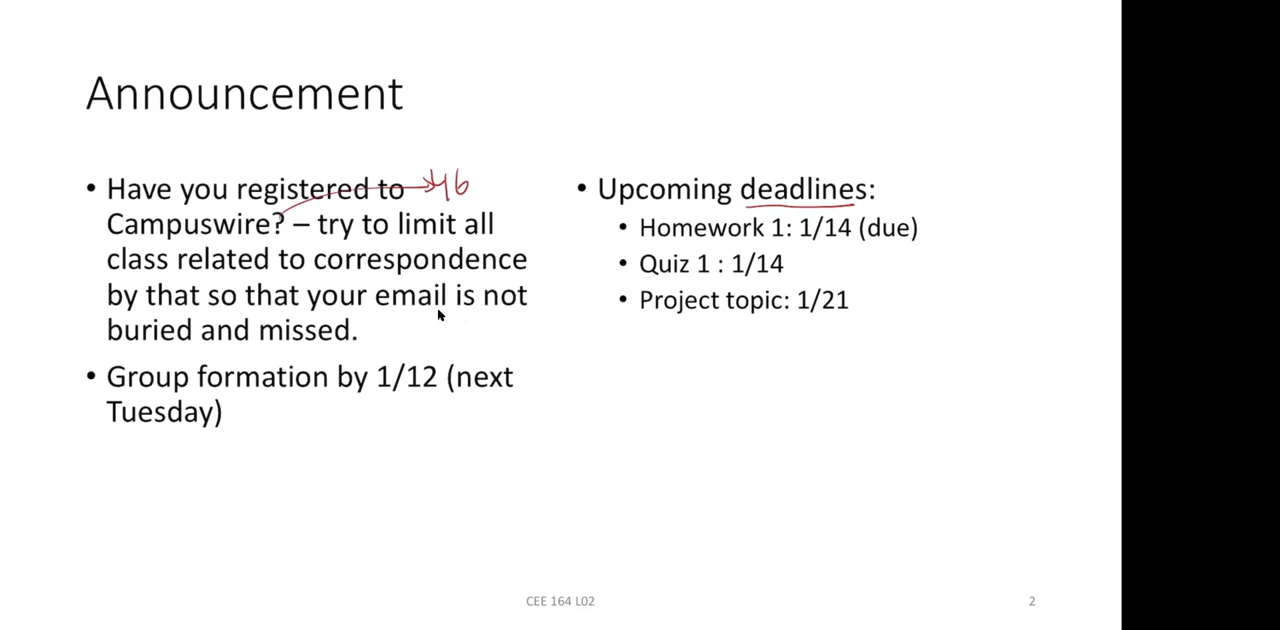 Announcement
• Have you registered to
46
Campuswire? – try to limit all
class related to correspondence
by that so that your email is not
buried and missed.
• Group formation by 1/12 (next
Tuesday)
• Upcoming deadlines:
• Homework 1: 1/14 (due)
• Quiz 1 : 1/14
• Project topic: 1/21
CEE 164 L02
2